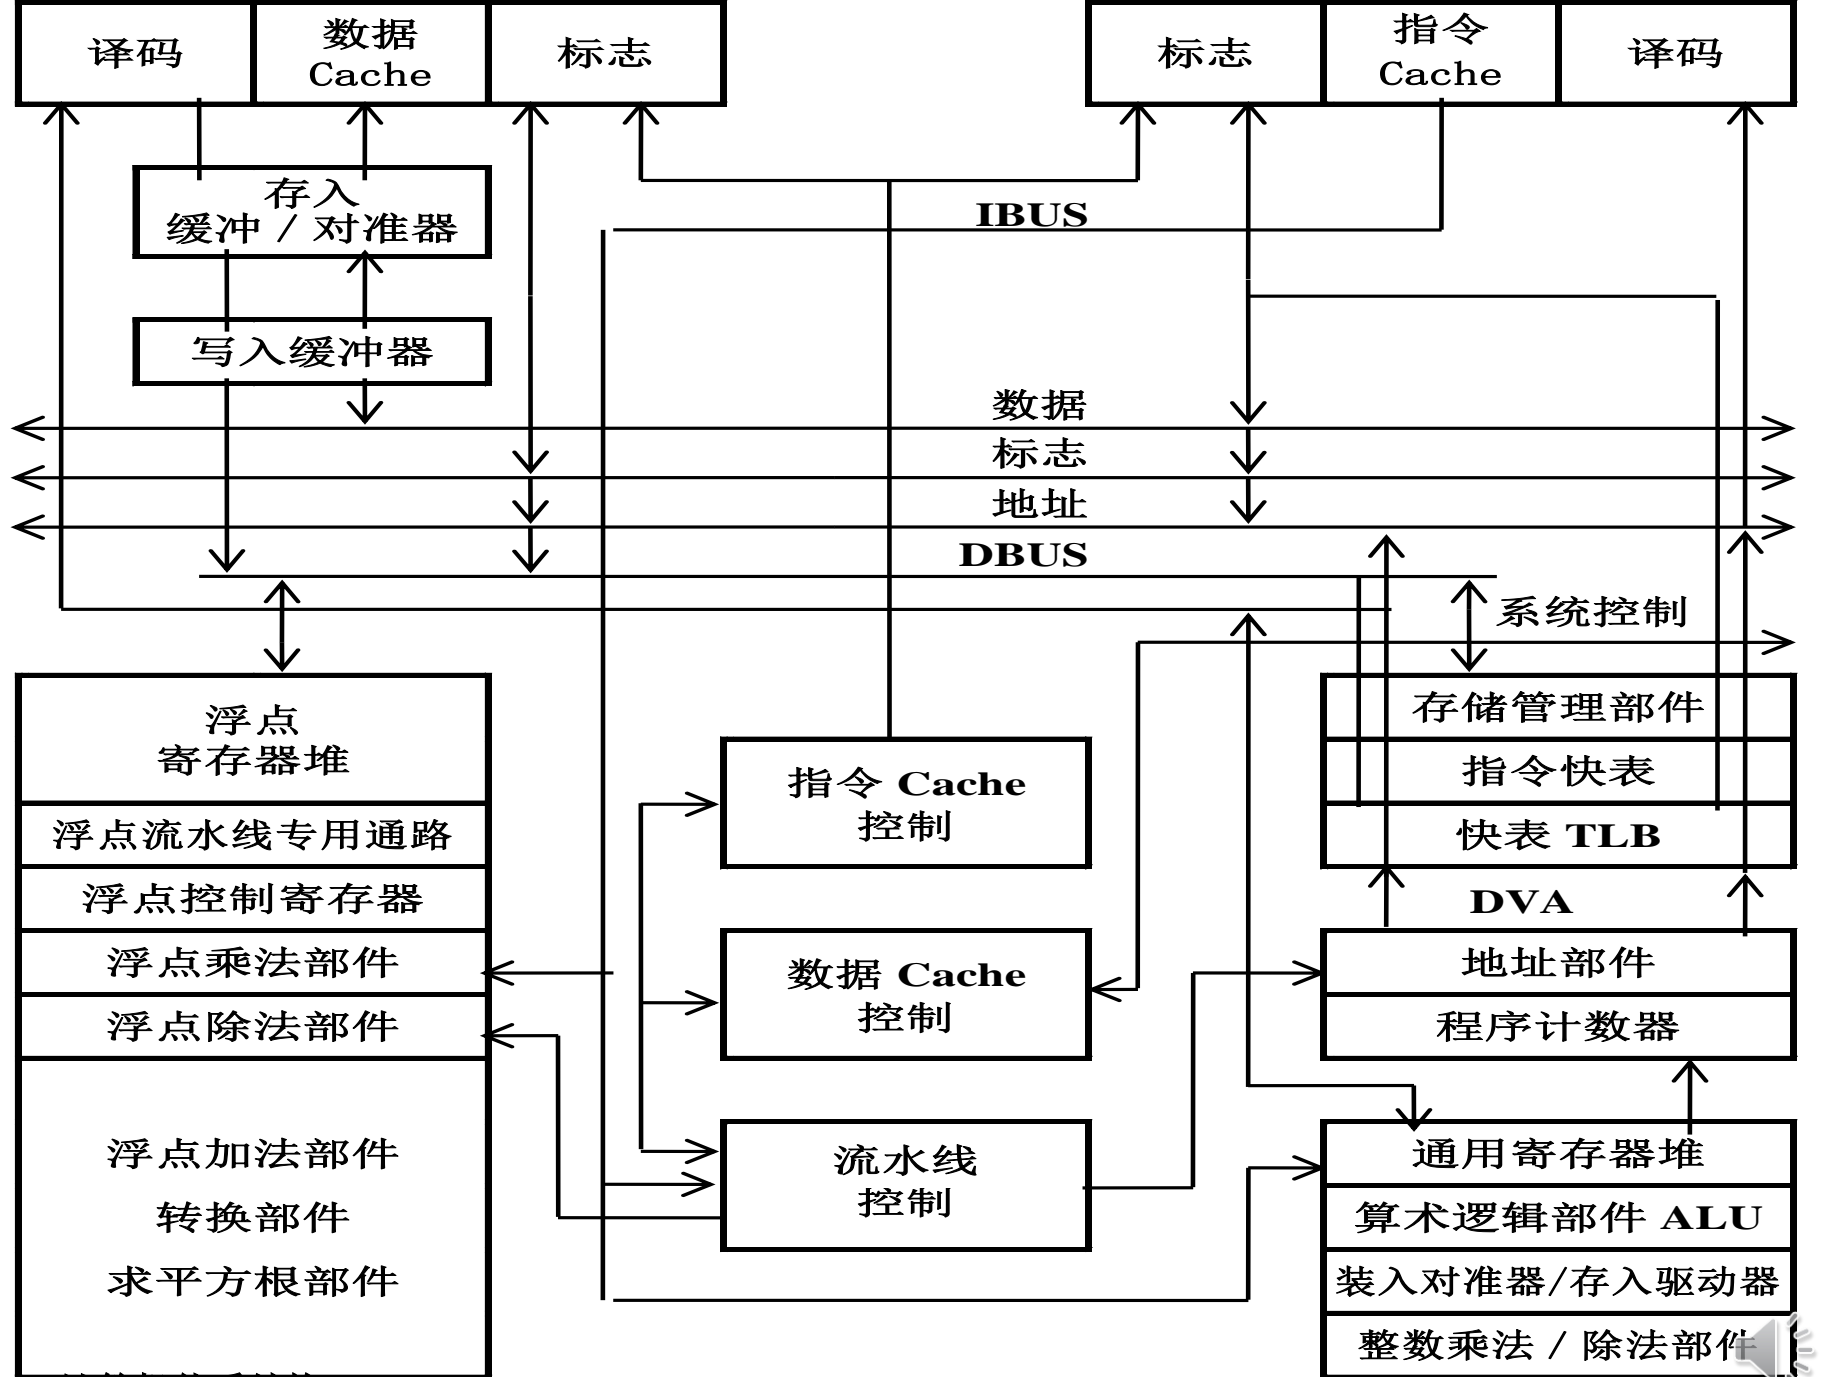 译码
数据
Cache
标志
标志
指令
Cache
译码
存入
缓冲 / 对准器
IBUS
写入缓冲器
数据
标志
地址
DBUS
系统控制
浮点
寄存器堆
浮点流水线专用通路
浮点控制寄存器
浮点乘法部件
浮点除法部件
浮点加法部件
转换部件
求平方根部件
指令 Cache
控制
数据 Cache
控制
流水线
控制
存储管理部件
指令快表
快表 TLB
DVA
地址部件
程序计数器
通用寄存器堆
算术逻辑部件 ALU
装入对准器/存入驱动器
整数乘法 / 除法部件